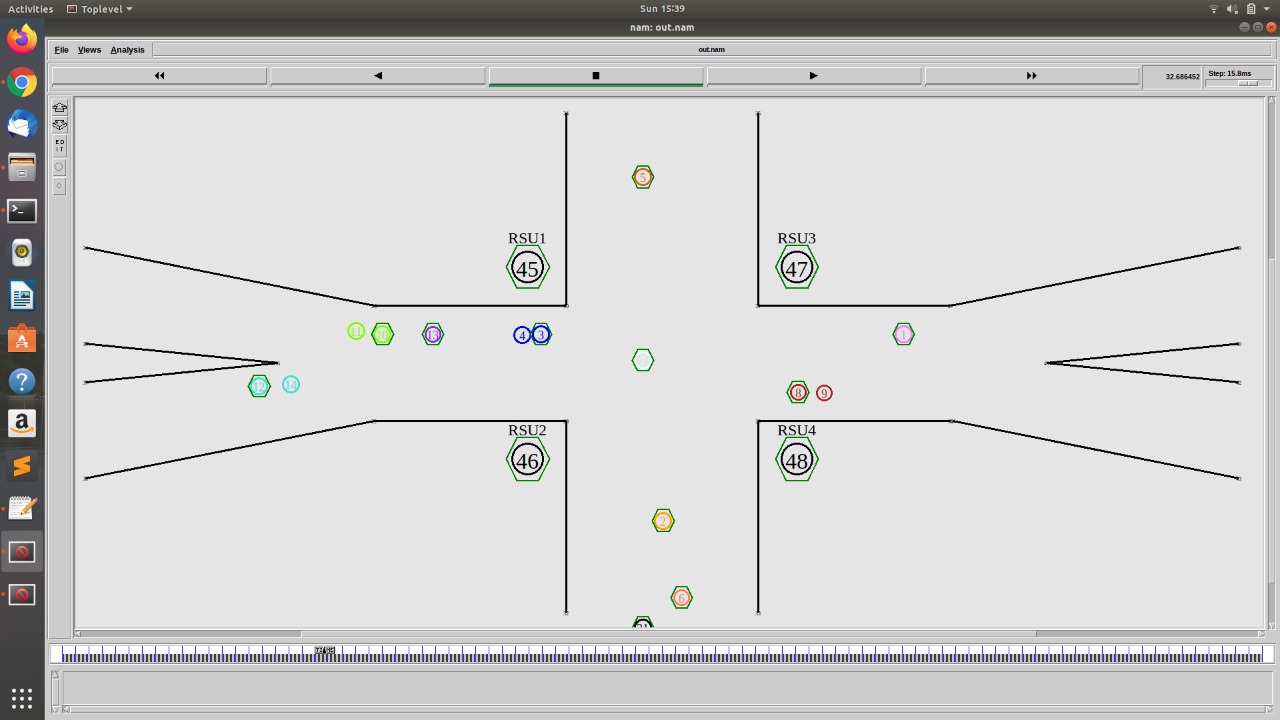 Activities Toplevel Sun 15:39
nam: out.nam
File Views Analysis out.nam
32.686452 Step: 15.8ms
5
RSU1 RSU3
45 47
11 10 13 4 3 1
12 14 8 9
RSU2 RSU4
46 48
2
6